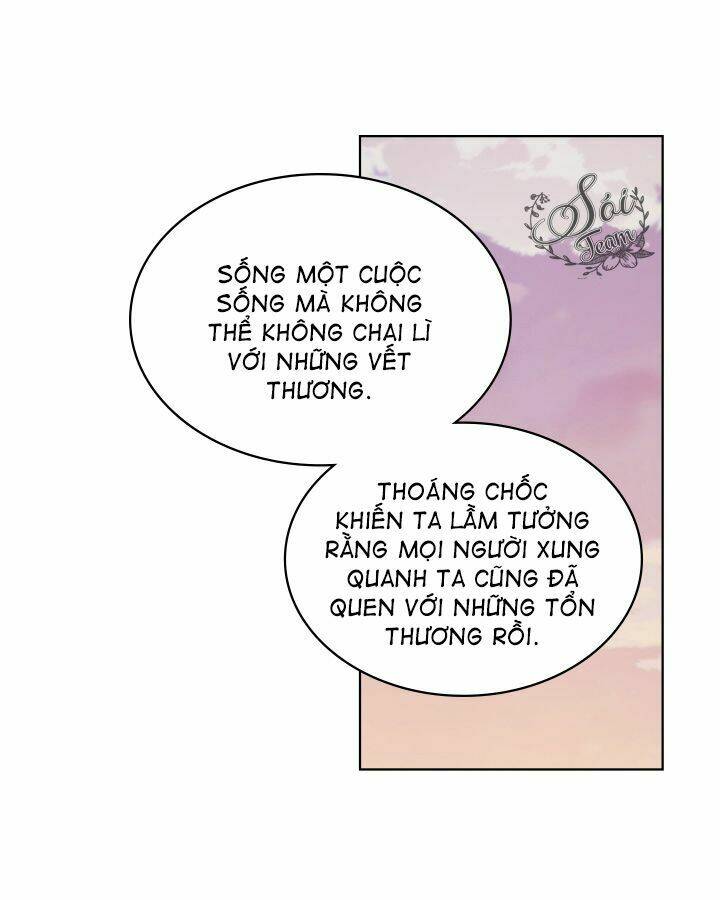 Sói
Team
SỐNG MỘT CUỘC
SỐNG MÀ KHÔNG
THỂ KHÔNG CHAI LÌ
VỚI NHỮNG VẾT
THƯƠNG.
THOÁNG CHỐC
KHIẾN TA LẦM TƯỞNG
RẰNG MỌI NGƯỜI XUNG
QUANH TA CŨNG ĐÃ
QUEN VỚI NHỮNG TỔN
THƯƠNG RỒI.